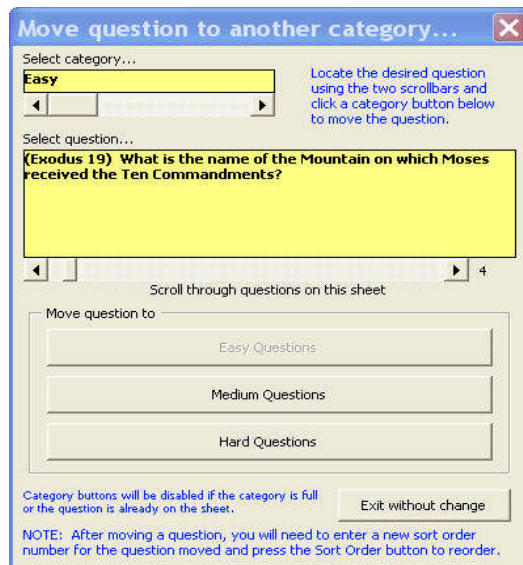 Move question to another category...
Select category...
Easy
Locate the desired question
using the two scrollbars and
click a category button below
to move the question.
Select question...
(Exodus 19)  What is the name of the Mountain on which Moses
received the Ten Commandments?
4
Scroll through questions on this sheet
Move question to
Easy Questions
Medium Questions
Hard Questions
Category buttons will be disabled if the category is full
or the question is already on the sheet.
Exit without change
NOTE:  After moving a question, you will need to enter a new sort order
number for the question moved and press the Sort Order button to reorder.